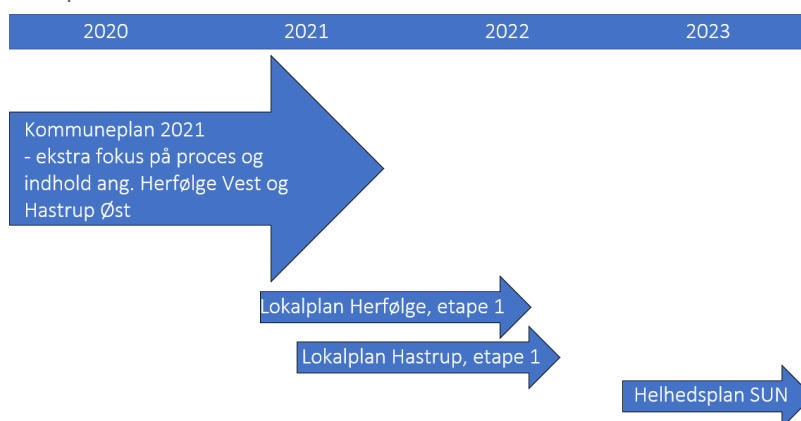 2020 2021 2022 2023
Kommuneplan 2021
- ekstra fokus på proces og
indhold ang. Herfølge Vest og
Hastrup Øst
Lokalplan Herfølge, etape 1
Lokalplan Hastrup, etape 1
Helhedsplan SUN